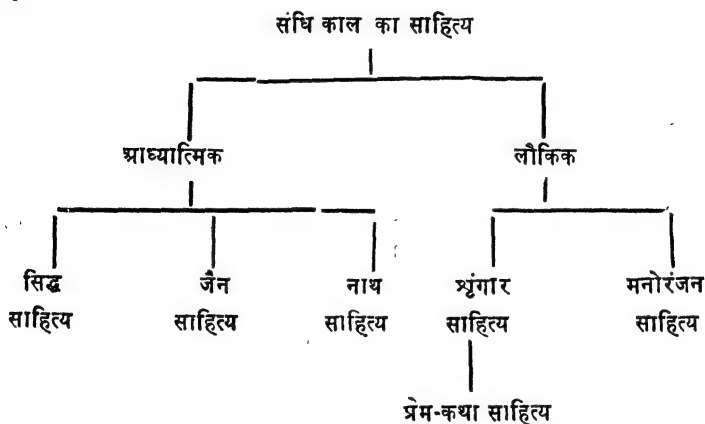 संधि काल का साहित्य
आध्यात्मिक लौकिक
सिद्ध जैन नाथ शृंगार मनोरंजन
साहित्य साहित्य साहित्य साहित्य साहित्य
प्रेम-कथा साहित्य